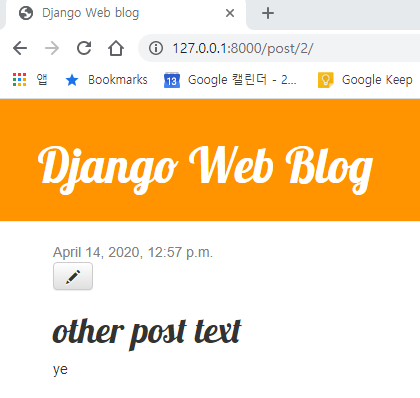 Django Web blog
127.0.0.1:8000/post/2/
앱 Bookmarks Google 캘린더 - 2... Google Keep
13
Django Web Blog
April 14, 2020, 12:57 p.m.
other post text
ye